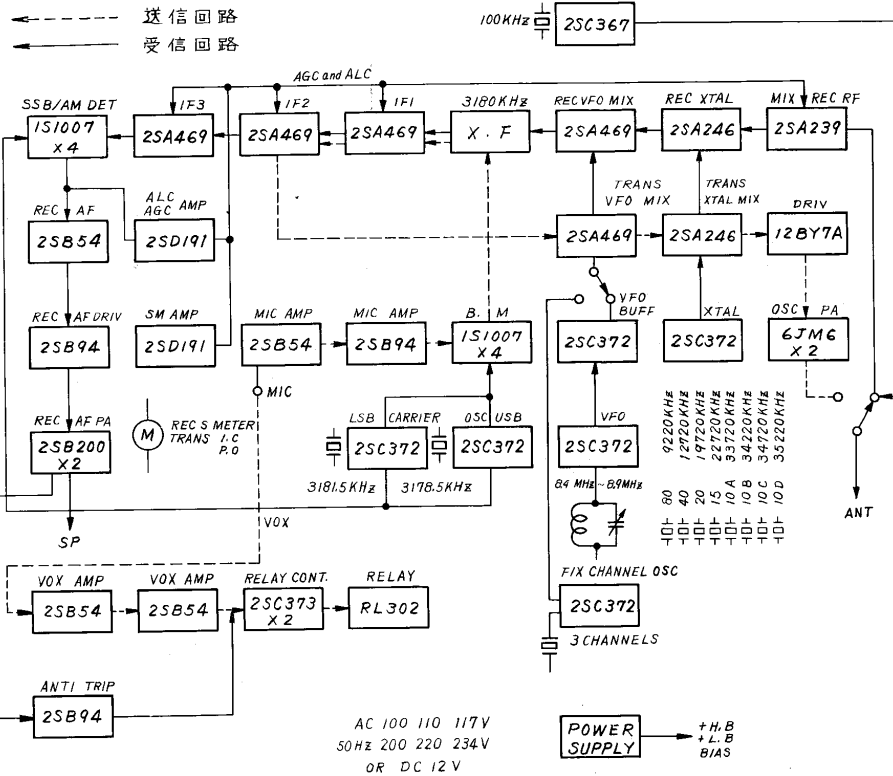 送信回路
受信回路
100KHz
2SC367
AGC and ALC
SSB/AM DET
1S1007
X4
IF3
2SA469
IF2
2SA469
IF1
2SA469
3180KHz
X.F
REC VFO MIX
2SA469
REC XTAL
2SA246
MIX REC RF
2SA239
REC AF
2SB54
ALC
AGC AMP
2SD191
TRANS
VFO MIX
2SA469
TRANS
XTAL MIX
2SA246
DRIV
12BY7A
REC AF DRIV
2SB94
SM AMP
2SD191
MIC AMP
2SB54
MIC AMP
2SB94
B. M
1S1007
X4
VFO
BUFF
2SC372
XTAL
2SC372
OSC PA
6JM6
X2
MIC
REC AF PA
2SB200
X2
M
REC S METER
TRANS I.C
P.O
LSB CARRIER OSC USB
2SC372
2SC372
3181.5KHz
3178.5KHz
VFO
2SC372
8.4 MHz ~ 8.9MHz
80 9220KHz
40 12720KHz
20 19720KHz
15 22720KHz
10A 33720KHz
10B 34220KHz
10C 34720KHz
10D 35220KHz
ANT
SP
VOX
VOX AMP
2SB54
VOX AMP
2SB54
RELAY CONT.
2SC373
X2
RELAY
RL302
FIX CHANNEL OSC
2SC372
3 CHANNELS
ANTI TRIP
2SB94
AC 100 110 117V
50Hz 200 220 234V
OR DC 12V
POWER
SUPPLY
+H.B
+L.B
BIAS